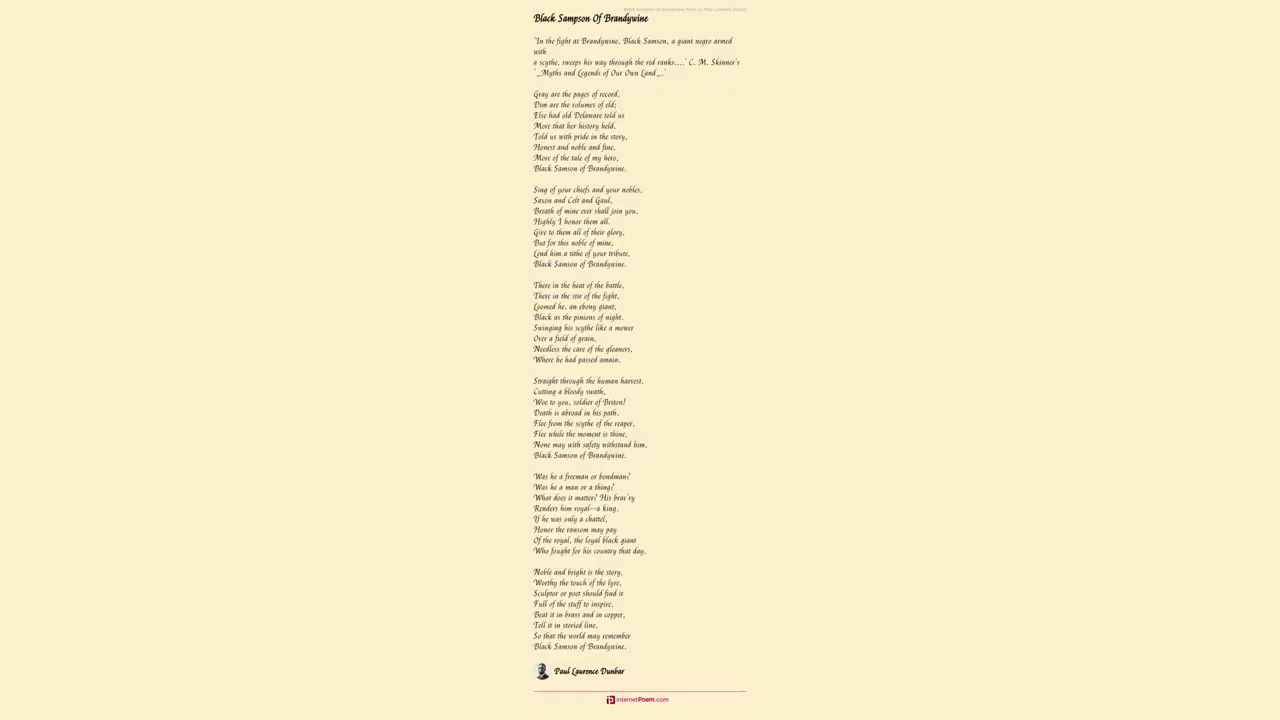 Black Sampson Of Brandywine Poem by Paul Laurence Dunbar
Black Sampson Of Brandywine
'In the fight at Brandywine, Black Samson, a giant negro armed
with
a scythe, sweeps his way through the red ranks....' C. M. Skinner's
'_Myths and Legends of Our Own Land_.'
Gray are the pages of record,
Dim are the volumes of eld;
Else had old Delaware told us
More that her history held.
Told us with pride in the story,
Honest and noble and fine,
More of the tale of my hero,
Black Samson of Brandywine.
Sing of your chiefs and your nobles,
Saxon and Celt and Gaul,
Breath of mine ever shall join you,
Highly I honor them all.
Give to them all of their glory,
But for this noble of mine,
Lend him a tithe of your tribute,
Black Samson of Brandywine.
There in the heat of the battle,
There in the stir of the fight,
Loomed he, an ebony giant,
Black as the pinions of night.
Swinging his scythe like a mower
Over a field of grain,
Needless the care of the gleaners,
Where he had passed amain.
Straight through the human harvest,
Cutting a bloody swath,
Woe to you, soldier of Briton!
Death is abroad in his path.
Flee from the scythe of the reaper,
Flee while the moment is thine,
None may with safety withstand him,
Black Samson of Brandywine.
Was he a freeman or bondman?
Was he a man or a thing?
What does it matter? His brav'ry
Renders him royal--a king.
If he was only a chattel,
Honor the ransom may pay
Of the royal, the loyal black giant
Who fought for his country that day.
Noble and bright is the story,
Worthy the touch of the lyre,
Sculptor or poet should find it
Full of the stuff to inspire.
Beat it in brass and in copper,
Tell it in storied line,
So that the world may remember
Black Samson of Brandywine.
Paul Laurence Dunbar
internetPoem.com